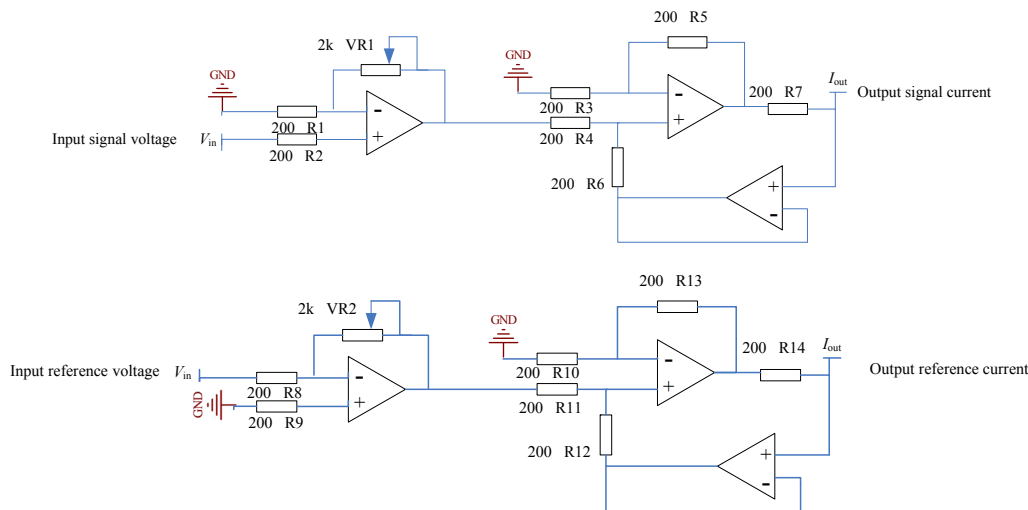 200 R5
2k VR1
GND
GND
200 R3
200 R7
Iout
Output signal current
200 R1
200 R4
Input signal voltage
Vin
200 R2
200 R6
-
+
-
+
+
-
200 R13
2k VR2
GND
200 R10
200 R14
Iout
Output reference current
Input reference voltage
Vin
200 R8
200 R11
GND
200 R9
200 R12
-
+
-
+
+
-